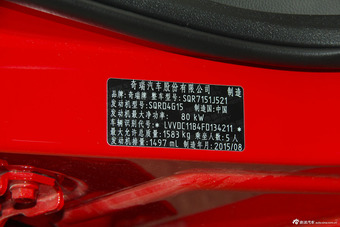 奇瑞汽车股份有限公司 制造
奇瑞牌 整车型号:SQR7151J521 制造国:中国
发动机型号:SQRD4G15
发动机最大净功率: 80 kW
车辆识别代号:* LVVDC11B4FD134211 *
最大允许总质量:1583 kg 乘坐人数:5 人
发动机排量:1497 mL 制造年月:2015/08